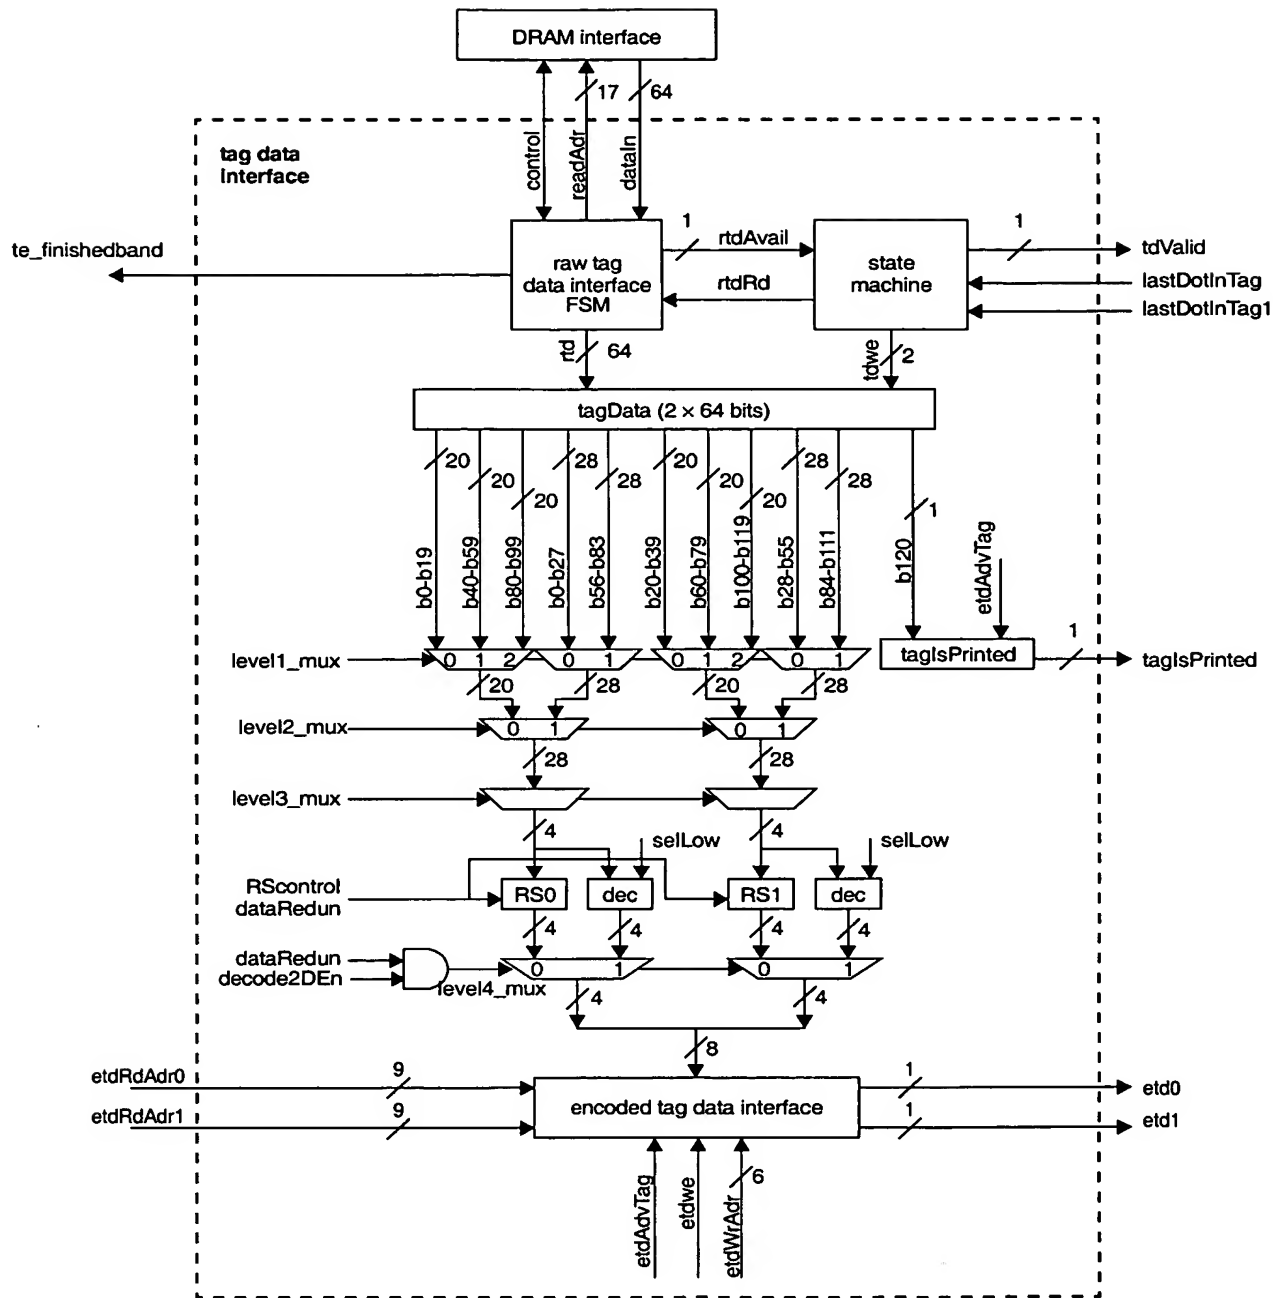 DRAM interface
17
64
tag data
interface
control
readAdr
dataIn
te_finishedband
raw tag
data interface
FSM
1
rtdAvail
rtdRd
state
machine
1
tdValid
lastDotInTag
lastDotInTag1
rtd
64
tdwe
2
tagData (2 × 64 bits)
20
20
20
28
28
20
20
20
28
28
1
b0-b19
b40-b59
b80-b99
b0-b27
b56-b83
b20-b39
b60-b79
b100-b119
b28-b55
b84-b111
b120
etdAdvTag
level1_mux
0 1 2
0 1
0 1 2
0 1
tagIsPrinted
1
tagIsPrinted
20
28
20
28
level2_mux
0 1
0 1
28
28
level3_mux
4
4
selLow
selLow
RScontrol
dataRedun
RS0
dec
RS1
dec
4
4
4
4
dataRedun
decode2DEn
level4_mux
0 1
0 1
4
4
8
etdRdAdr0
9
etdRdAdr1
9
encoded tag data interface
1
etd0
1
etd1
etdAdvTag
etdwe
etdWrAdr
6